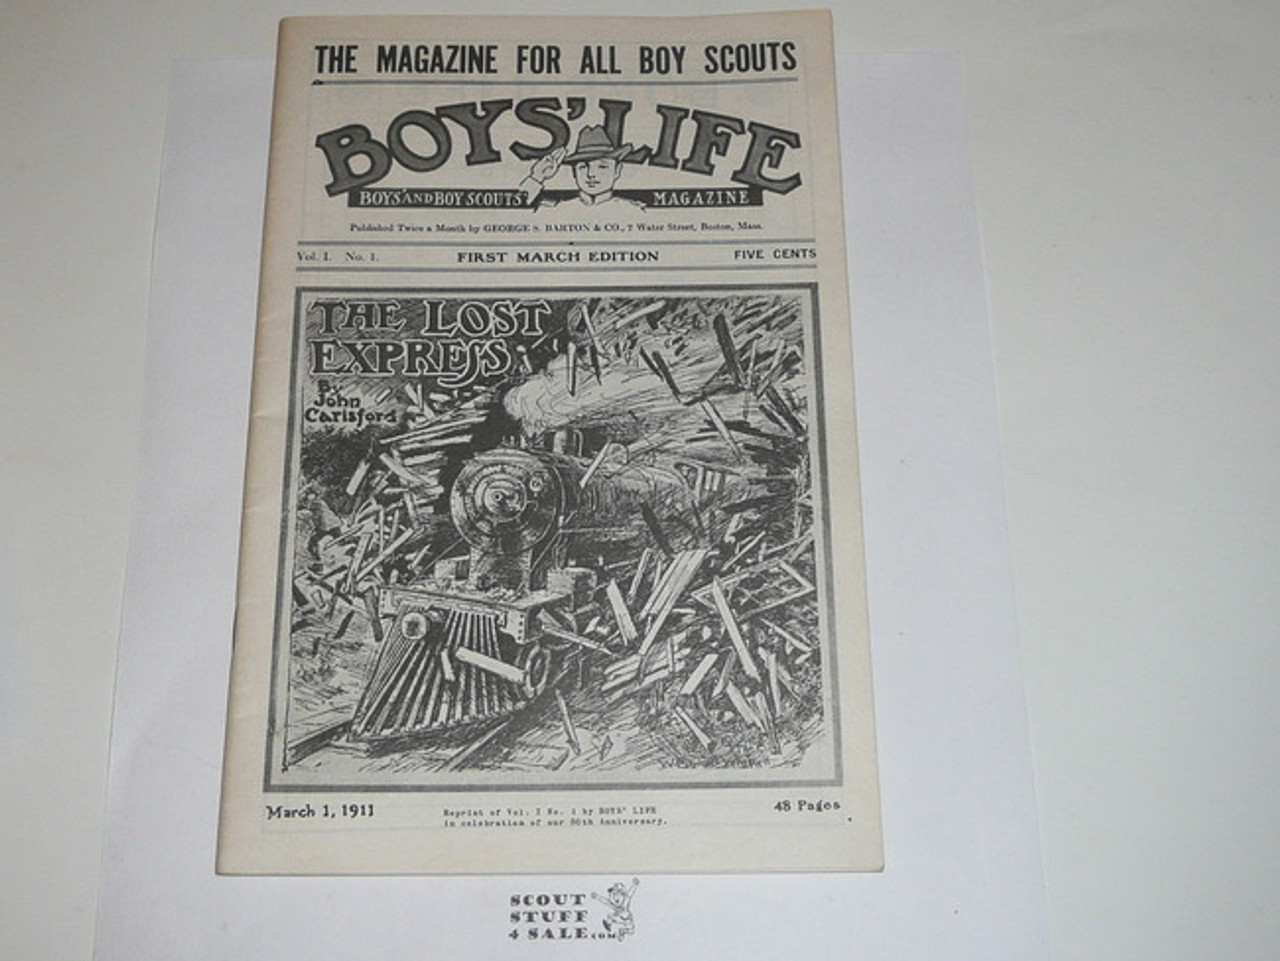 THE MAGAZINE FOR ALL BOY SCOUTS
BOYS' LIFE
BOYS' AND BOY SCOUTS' MAGAZINE
Published Twice a Month by GEORGE S. BARTON & CO., 7 Water Street, Boston, Mass.
Vol. I. No. 1. FIRST MARCH EDITION FIVE CENTS
THE LOST
EXPRESS
By
John
Carlsford
March 1, 1911 48 Pages
Reprint of Vol. I No. 1 by BOYS' LIFE
in celebration of our 80th Anniversary.
SCOUT
STUFF
4 SALE.COM